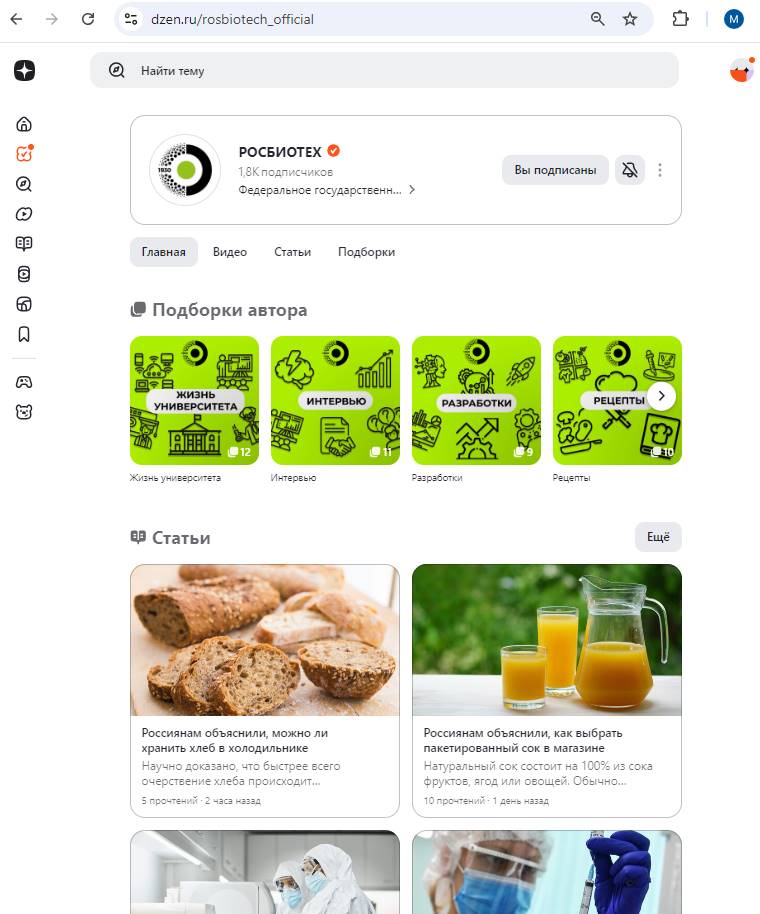 dzen.ru/rosbiotech_official
M
Найти тему
1930
РОСБИОТЕХ
1,8K подписчиков
Федеральное государственн...
Вы подписаны
Главная
Видео
Статьи
Подборки
Подборки автора
ЖИЗНЬ
УНИВЕРСИТЕТА
12
ИНТЕРВЬЮ
11
РАЗРАБОТКИ
9
РЕЦЕПТЫ
10
Жизнь университета
Интервью
Разработки
Рецепты
Статьи
Ещё
Россиянам объяснили, можно ли
хранить хлеб в холодильнике
Научно доказано, что быстрее всего
очерствение хлеба происходит...
5 прочтений · 2 часа назад
Россиянам объяснили, как выбрать
пакетированный сок в магазине
Натуральный сок состоит на 100% из сока
фруктов, ягод или овощей. Обычно...
10 прочтений · 1 день назад